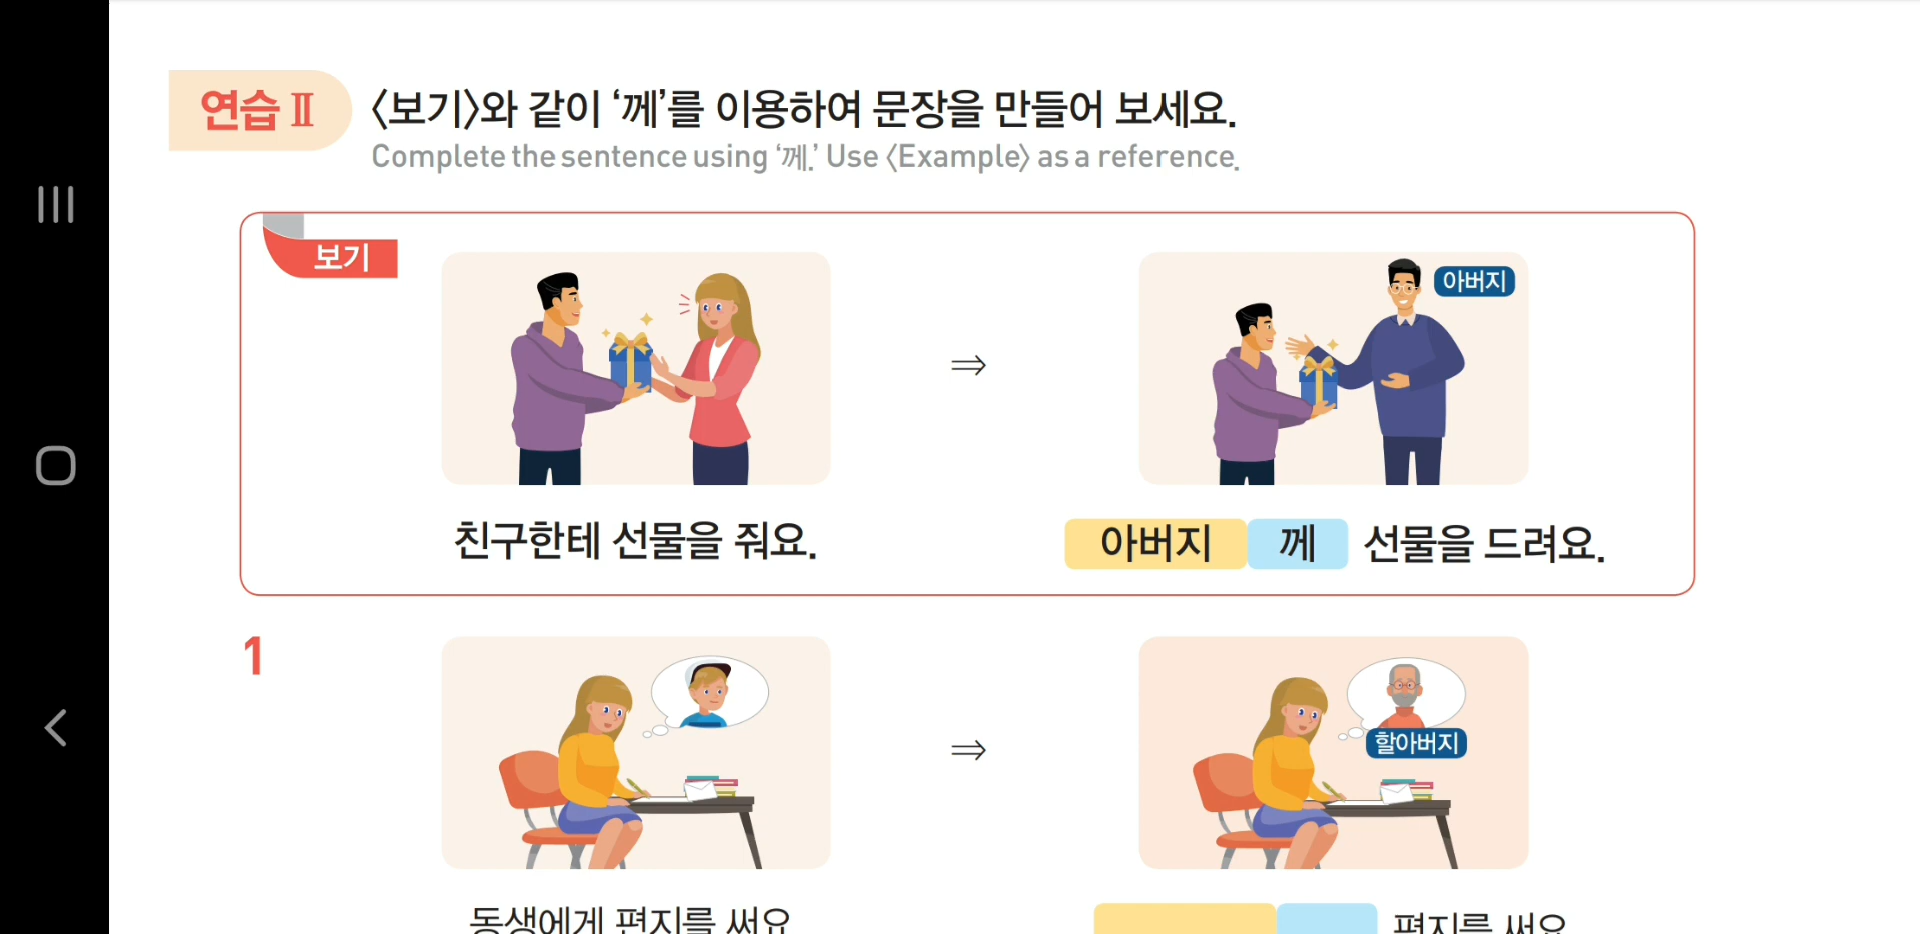 연습 Ⅱ
〈보기〉와 같이 ‘께’를 이용하여 문장을 만들어 보세요.
Complete the sentence using ‘께.’ Use 〈Example〉 as a reference.
보기
아버지
⇒
친구한테 선물을 줘요.
아버지 께 선물을 드려요.
1
할아버지
⇒
동생에게 편지를 써요
편지를 써요